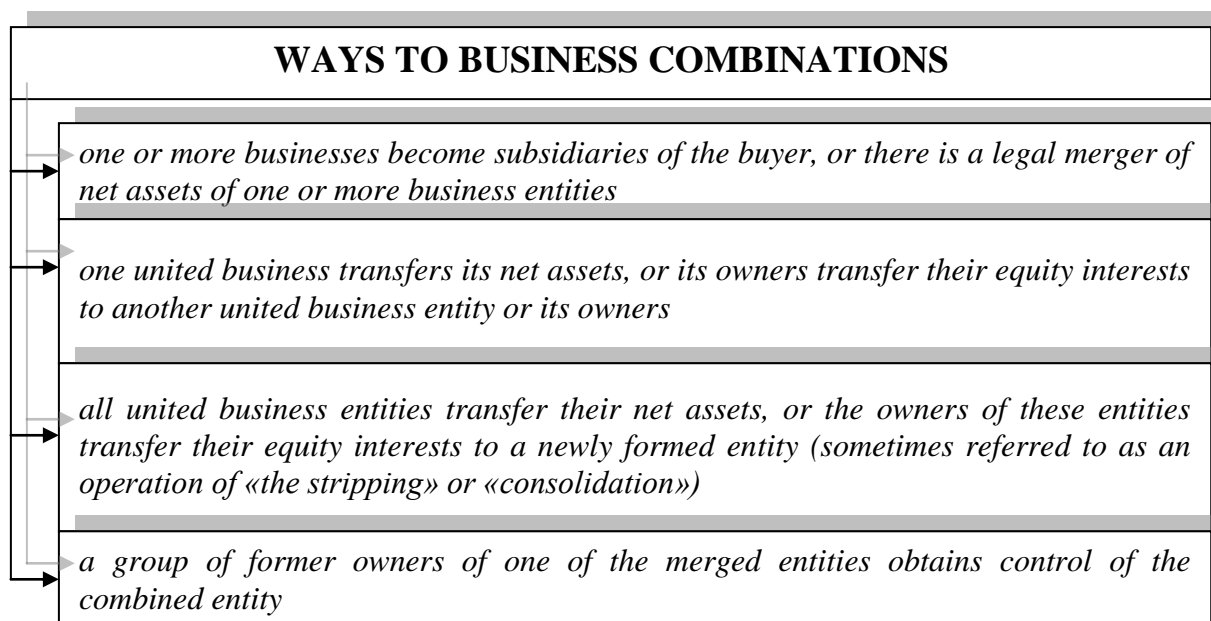 WAYS TO BUSINESS COMBINATIONS
one or more businesses become subsidiaries of the buyer, or there is a legal merger of
net assets of one or more business entities
one united business transfers its net assets, or its owners transfer their equity interests
to another united business entity or its owners
all united business entities transfer their net assets, or the owners of these entities
transfer their equity interests to a newly formed entity (sometimes referred to as an
operation of «the stripping» or «consolidation»)
a group of former owners of one of the merged entities obtains control of the
combined entity